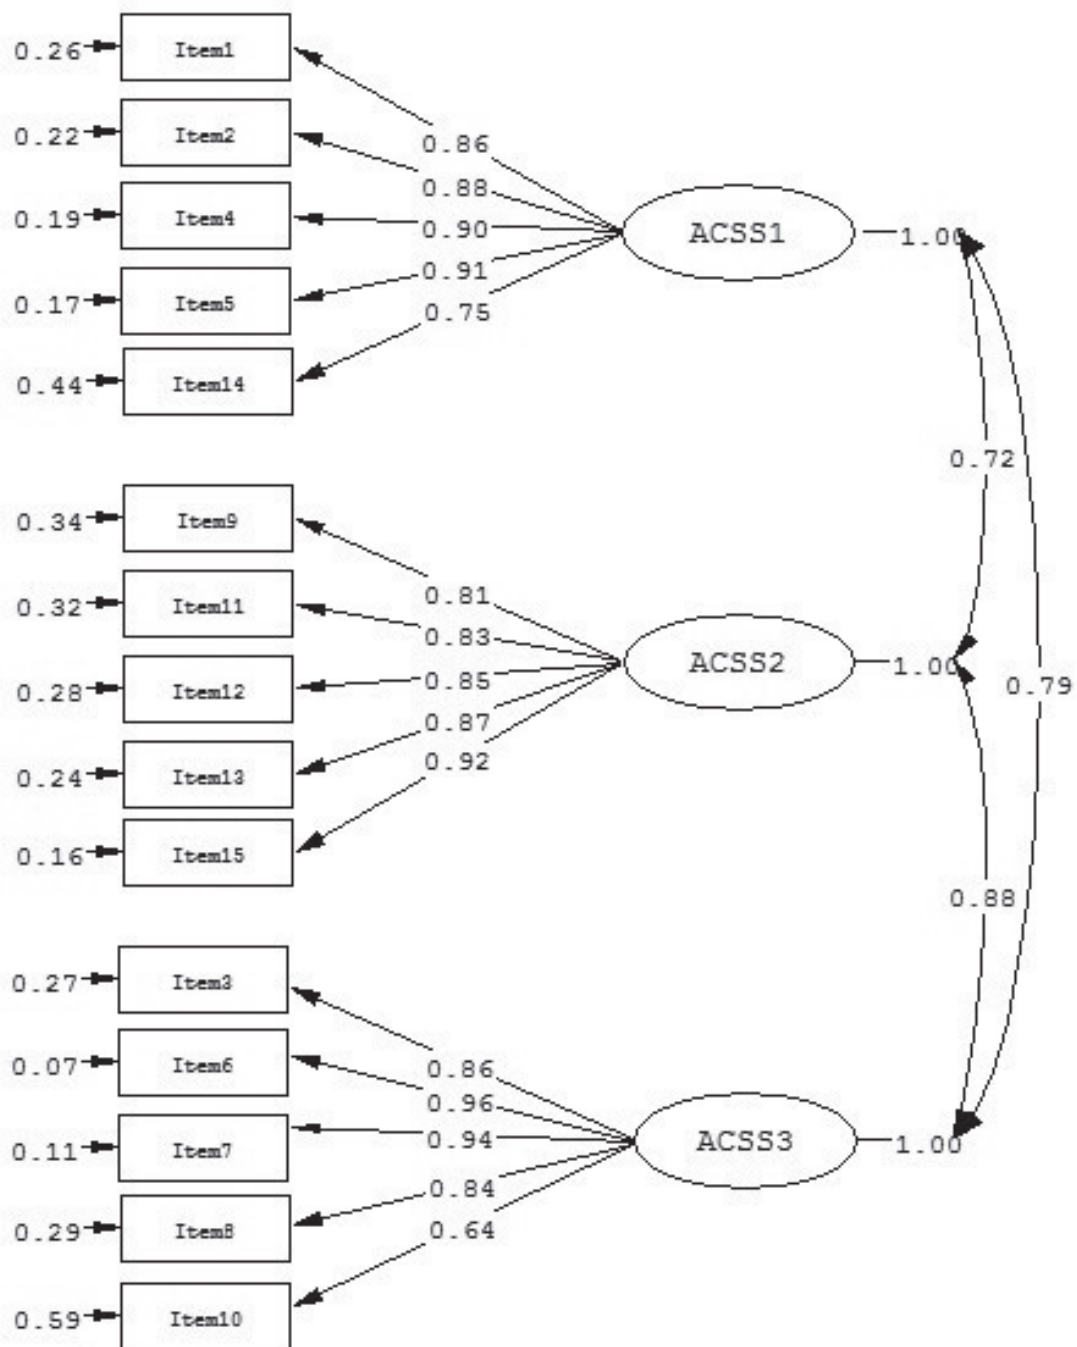 0.26 Item1
0.22 Item2
0.86
0.88
0.19 Item4
0.90
ACSS1 1.00
0.91
0.17 Item5
0.75
0.44 Item14
0.72
0.34 Item9
0.81
0.32 Item11
0.83
0.28 Item12
0.85
ACSS2 1.00
0.79
0.87
0.24 Item13
0.92
0.16 Item15
0.88
0.27 Item3
0.86
0.07 Item6
0.96
0.11 Item7
0.94
ACSS3 1.00
0.84
0.29 Item8
0.64
0.59 Item10